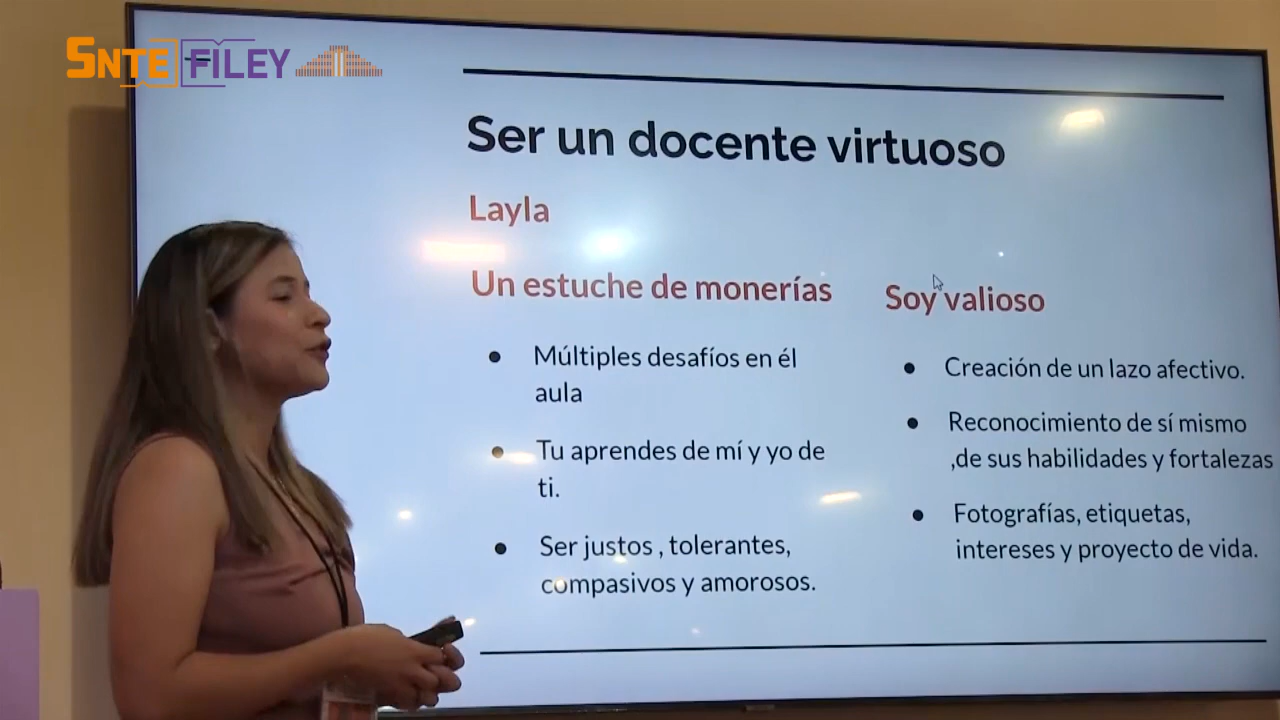 SNTE FILEY
Ser un docente virtuoso
Layla
Un estuche de monerías
Múltiples desafíos en él
aula
Tu aprendes de mí y yo de
ti.
Ser justos , tolerantes,
compasivos y amorosos.
Soy valioso
Creación de un lazo afectivo.
Reconocimiento de sí mismo
,de sus habilidades y fortalezas
Fotografías, etiquetas,
intereses y proyecto de vida.